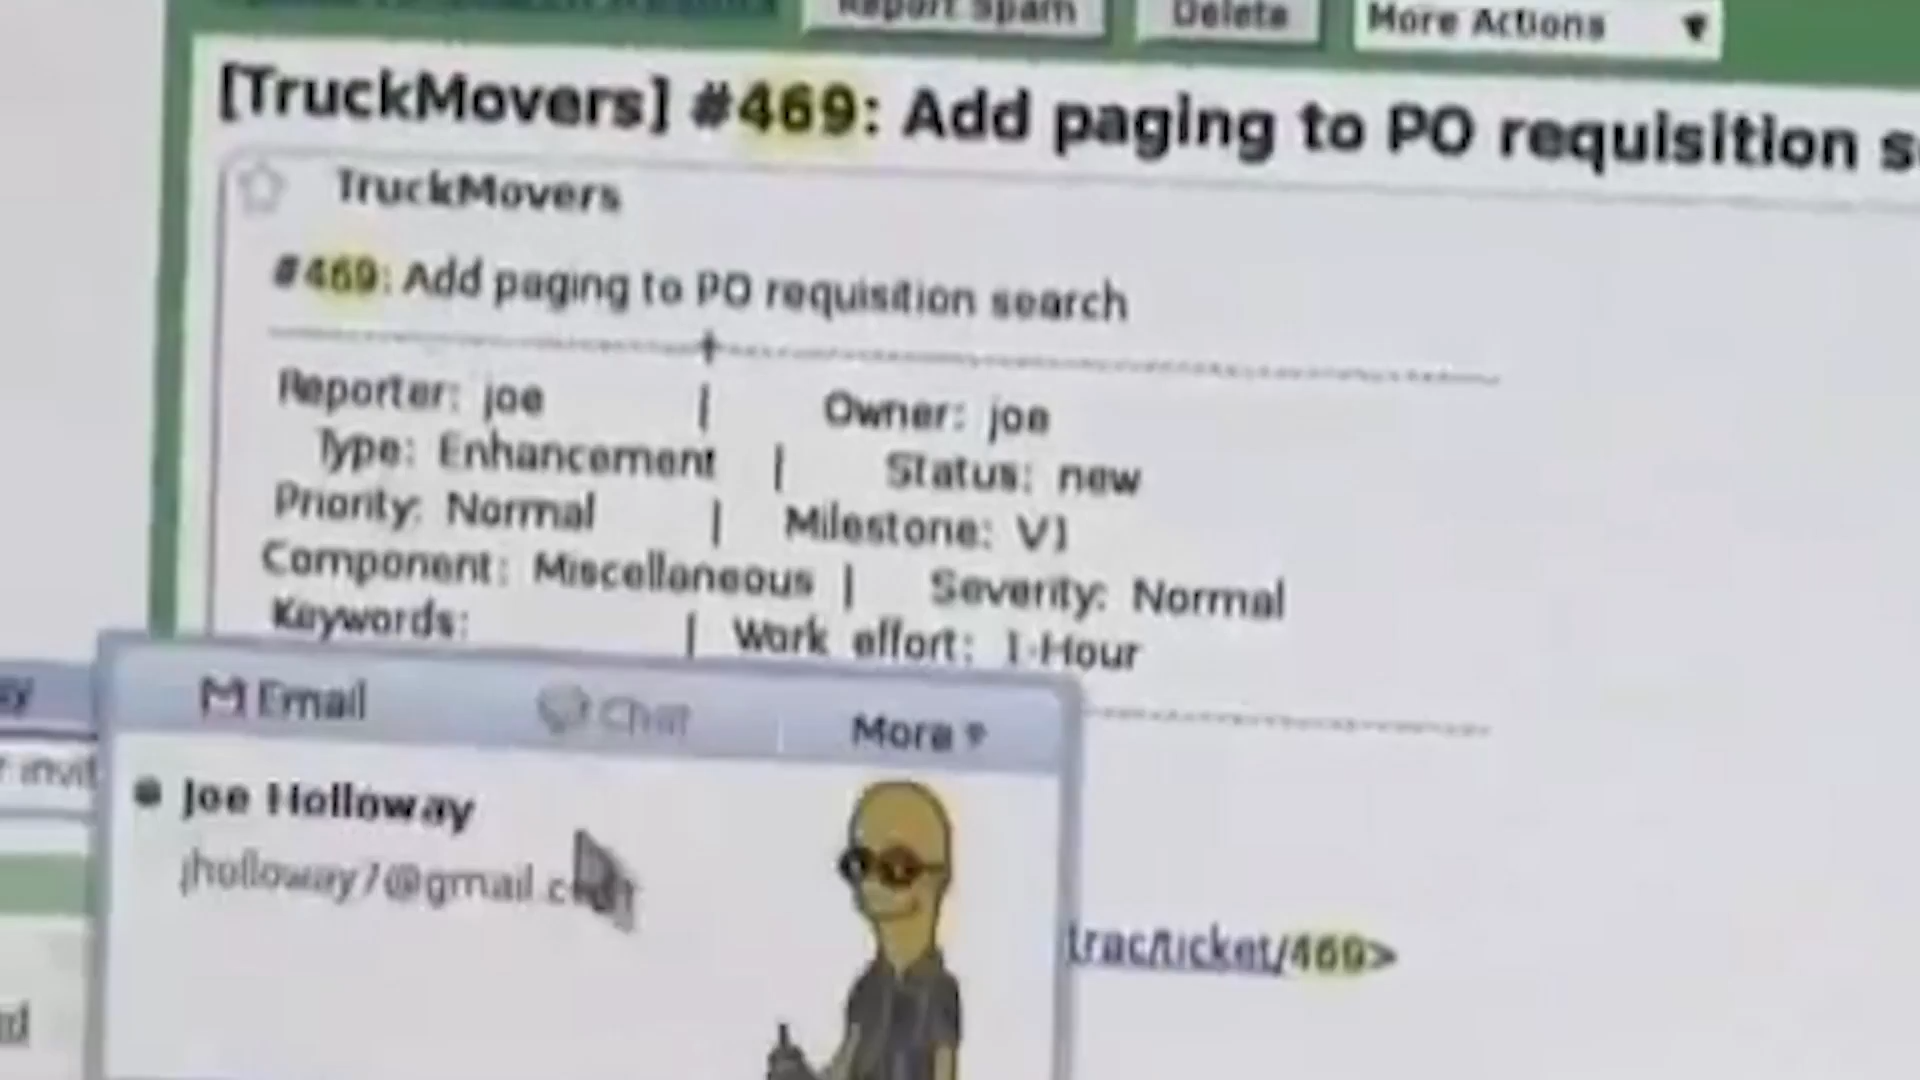 Report Spam
Delete
More Actions
[TruckMovers] #469: Add paging to PO requisition
TruckMovers
#469: Add paging to PO requisition search
Reporter: joe | Owner: joe
Type: Enhancement | Status: new
Priority: Normal | Milestone: V1
Component: Miscellaneous | Severity: Normal
Keywords: | Work effort: 1-Hour
Email Chat More
Joe Holloway
jholloway7@gmail.com
trac/ticket/469>